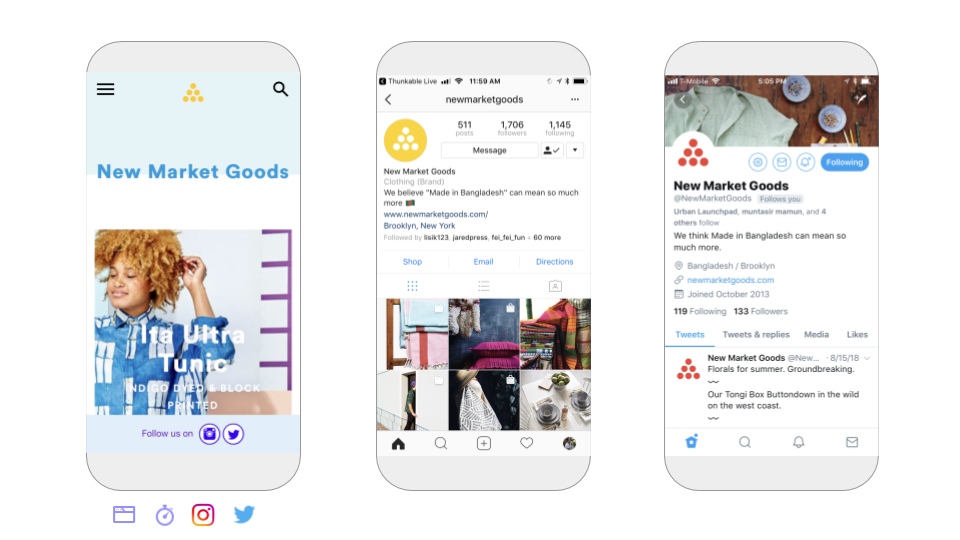 New Market Goods
Ita Ultra
Tunic
INDIGO DYED & BLOCK
PRINTED
Follow us on
Thunkable Live
11:59 AM
newmarketgoods
511
1,706
1,145
posts
followers
following
Message
New Market Goods
Clothing (Brand)
We believe "Made in Bangladesh" can mean so much
more
www.newmarketgoods.com/
Brooklyn, New York
Followed by lisik123, jaredpress, fei_fei_fun + 60 more
Shop
Email
Directions
T-Mobile
5:05 PM
Following
New Market Goods
@NewMarketGoods Follows you
Urban Launchpad, muntasir mamun, and 4
others follow
We think Made in Bangladesh can mean so
much more.
Bangladesh / Brooklyn
newmarketgoods.com
Joined October 2013
119 Following 133 Followers
Tweets
Tweets & replies
Media
Likes
New Market Goods @New... · 8/15/18
Florals for summer. Groundbreaking.
Our Tongi Box Buttondown in the wild
on the west coast.